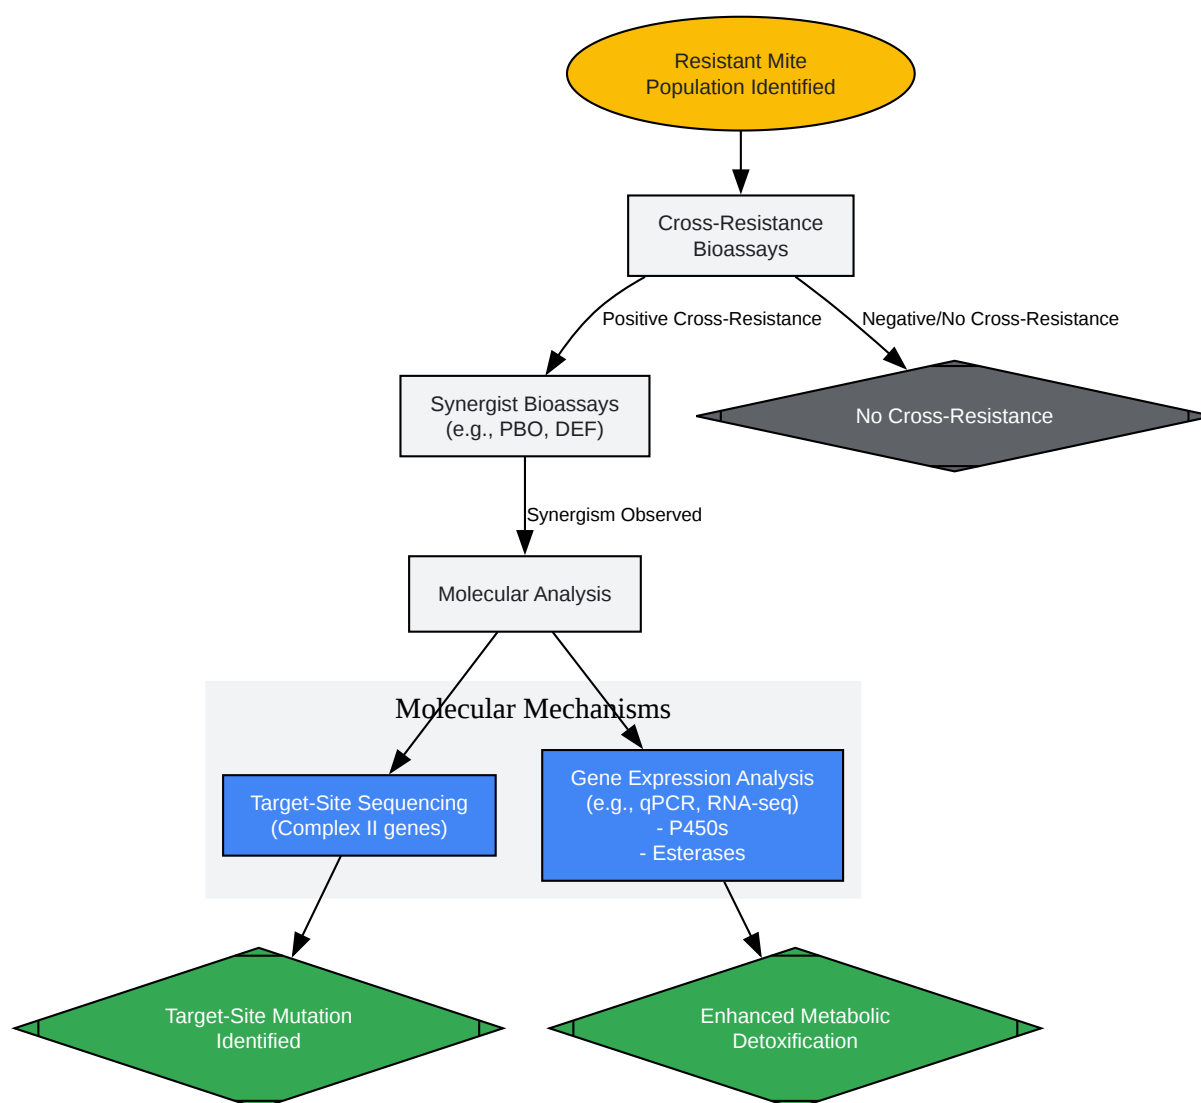 Resistant Mite
Population Identified
Cross-Resistance
Bioassays
Positive Cross-Resistance
Negative/No Cross-Resistance
Synergist Bioassays
(e.g., PBO, DEF)
No Cross-Resistance
Synergism Observed
Molecular Analysis
Molecular Mechanisms
Target-Site Sequencing
(Complex II genes)
Gene Expression Analysis
(e.g., qPCR, RNA-seq)
- P450s
- Esterases
Target-Site Mutation
Identified
Enhanced Metabolic
Detoxification